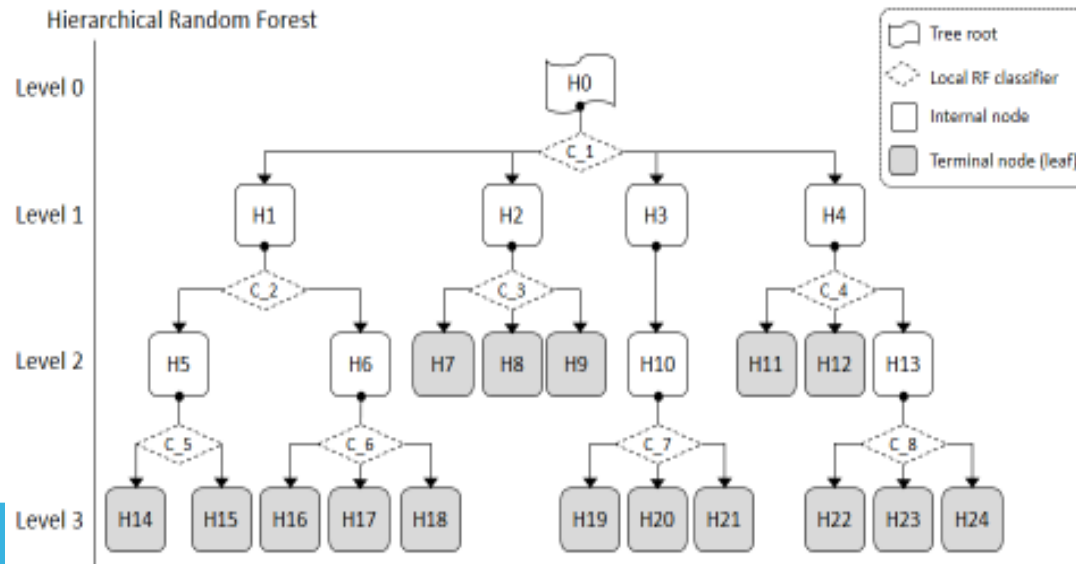 Hierarchical Random Forest
Tree root
Level 0
H0
Local RF classifier
Internal node
C_1
Terminal node (leaf)
Level 1
H1
H2
H3
H4
C_2
C_3
C_4
Level 2
H5
H6
H7
H8
H9
H10
H11
H12
H13
C_5
C_6
C_7
C_8
Level 3
H14
H15
H16
H17
H18
H19
H20
H21
H22
H23
H24